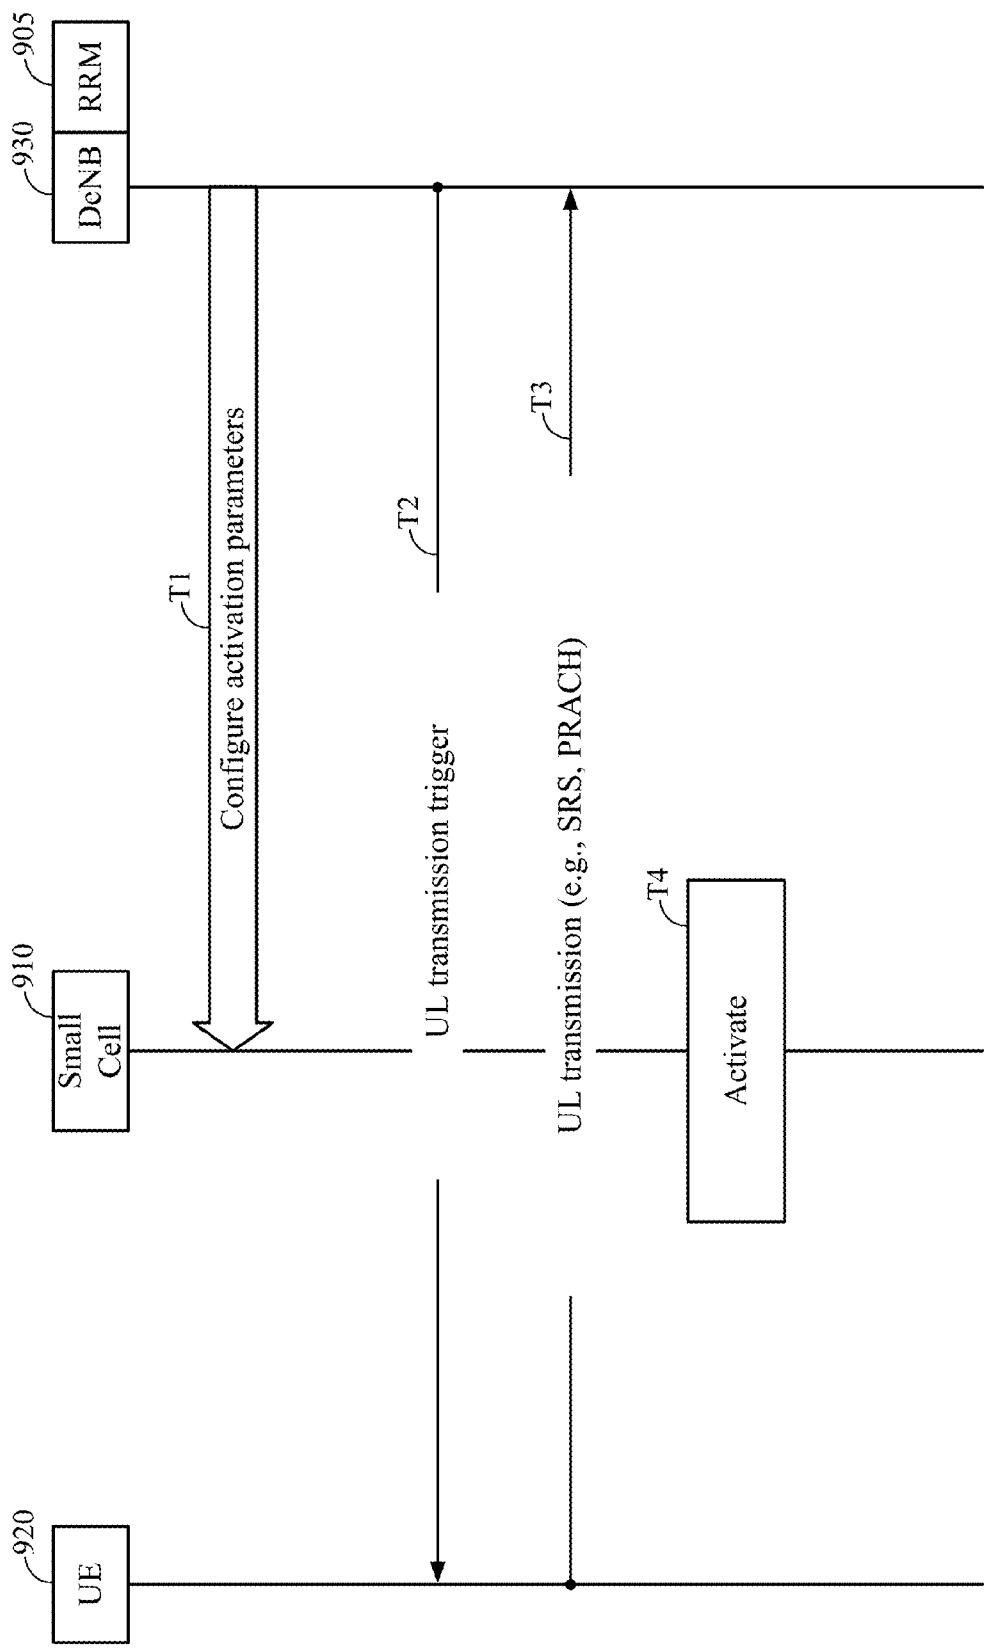 920
UE
910
Small
Cell
930
905
DeNB
RRM
T1
Configure activation parameters
T2
UL transmission trigger
T3
UL transmission (e.g., SRS, PRACH)
T4
Activate